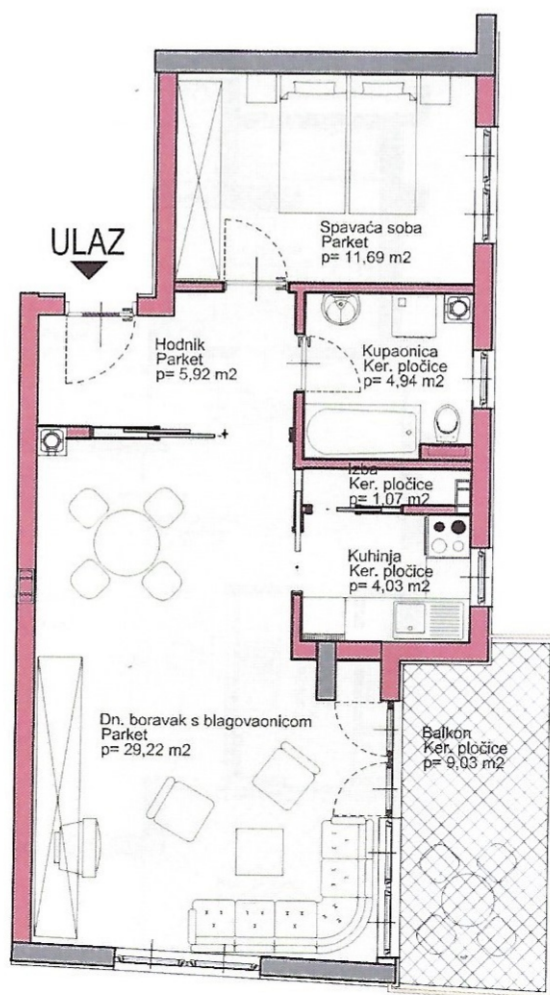 Spavaća soba
Parket
p= 11,69 m2
ULAZ
Hodnik
Parket
p= 5,92 m2
Kupaonica
Ker. pločice
p= 4,94 m2
Izba
Ker. pločice
p= 1,07 m2
Kuhinja
Ker. pločice
p= 4,03 m2
Dn. boravak s blagovaonicom
Parket
p= 29,22 m2
Balkon
Ker. pločice
p= 9,03 m2